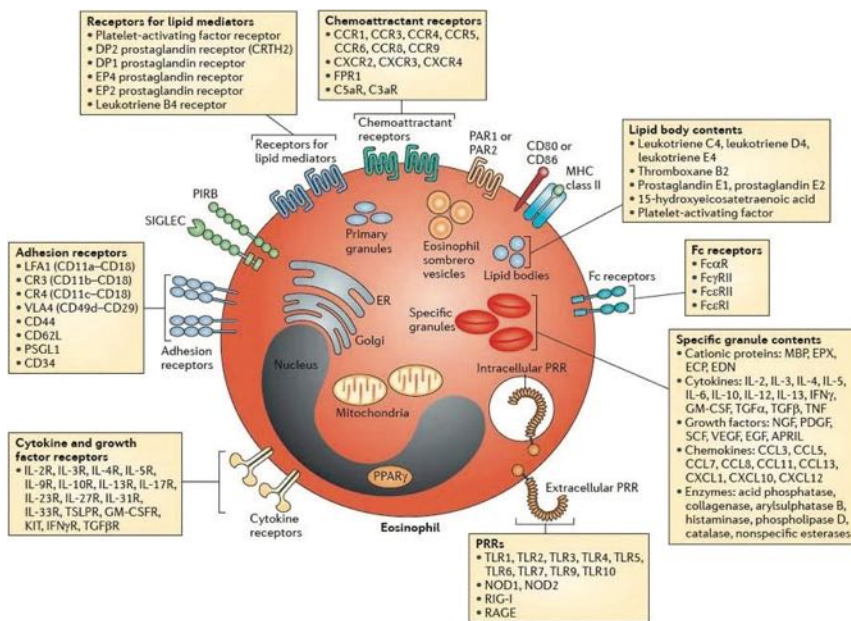 Receptors for lipid mediators
• Platelet-activating factor receptor
• DP2 prostaglandin receptor (CRTH2)
• DP1 prostaglandin receptor
• EP4 prostaglandin receptor
• EP2 prostaglandin receptor
• Leukotriene B4 receptor
Chemoattractant receptors
• CCR1, CCR3, CCR4, CCR5,
CCR6, CCR8, CCR9
• CXCR2, CXCR3, CXCR4
• FPR1
• C5aR, C3aR
Receptors for
lipid mediators
Chemoattractant
receptors
PAR1 or
PAR2
CD80 or
CD86
MHC
class II
Lipid body contents
• Leukotriene C4, leukotriene D4,
leukotriene E4
• Thromboxane B2
• Prostaglandin E1, prostaglandin E2
• 15-hydroxyeicosatetraenoic acid
• Platelet-activating factor
PIRB
SIGLEC
Primary
granules
Eosinophil
sombrero
vesicles
Lipid bodies
Adhesion receptors
• LFA1 (CD11a–CD18)
• CR3 (CD11b–CD18)
• CR4 (CD11c–CD18)
• VLA4 (CD49d–CD29)
• CD44
• CD62L
• PSGL1
• CD34
Adhesion
receptors
ER
Golgi
Nucleus
Specific
granules
Fc receptors
Fc receptors
• FcαR
• FcγRII
• FcεRII
• FcεRI
Mitochondria
Intracellular PRR
Specific granule contents
• Cationic proteins: MBP, EPX,
ECP, EDN
• Cytokines: IL-2, IL-3, IL-4, IL-5,
IL-6, IL-10, IL-12, IL-13, IFNγ,
GM-CSF, TGFα, TGFβ, TNF
• Growth factors: NGF, PDGF,
SCF, VEGF, EGF, APRIL
• Chemokines: CCL3, CCL5,
CCL7, CCL8, CCL11, CCL13,
CXCL1, CXCL10, CXCL12
• Enzymes: acid phosphatase,
collagenase, arylsulphatase B,
histaminase, phospholipase D,
catalase, nonspecific esterases
Cytokine and growth
factor receptors
• IL-2R, IL-3R, IL-4R, IL-5R,
IL-9R, IL-10R, IL-13R, IL-17R,
IL-23R, IL-27R, IL-31R,
IL-33R, TSLPR, GM-CSFR,
KIT, IFNγR, TGFβR
Cytokine
receptors
PPARγ
Eosinophil
Extracellular PRR
PRRs
• TLR1, TLR2, TLR3, TLR4, TLR5,
TLR6, TLR7, TLR9, TLR10
• NOD1, NOD2
• RIG-I
• RAGE